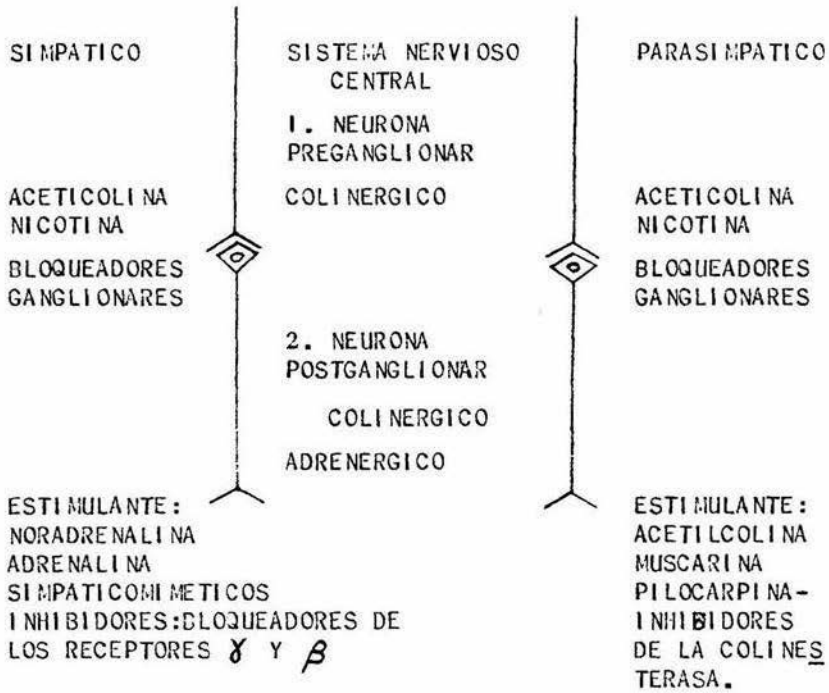 SIMPATICO
SISTEMA NERVIOSO
CENTRAL
PARASIMPATICO
1. NEURONA
PREGANGLIONAR
ACETICOLINA
NICOTINA
COLINERGICO
ACETICOLINA
NICOTINA
BLOQUEADORES
GANGLIONARES
BLOQUEADORES
GANGLIONARES
2. NEURONA
POSTGANGLIONAR
COLINERGICO
ADRENERGICO
ESTIMULANTE:
NORADRENALINA
ADRENALINA
SIMPATICOMIMETICOS
INHIBIDORES:BLOQUEADORES DE
LOS RECEPTORES γ Y β
ESTIMULANTE:
ACETILCOLINA
MUSCARINA
PILOCARPINA-
INHIBIDORES
DE LA COLINES
TERASA.